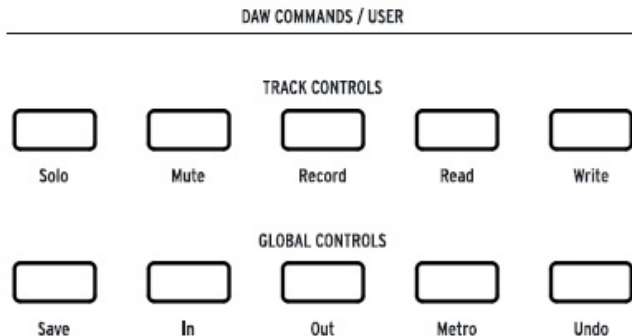 DAW COMMANDS / USER
TRACK CONTROLS
Solo Mute Record Read Write
GLOBAL CONTROLS
Save In Out Metro Undo